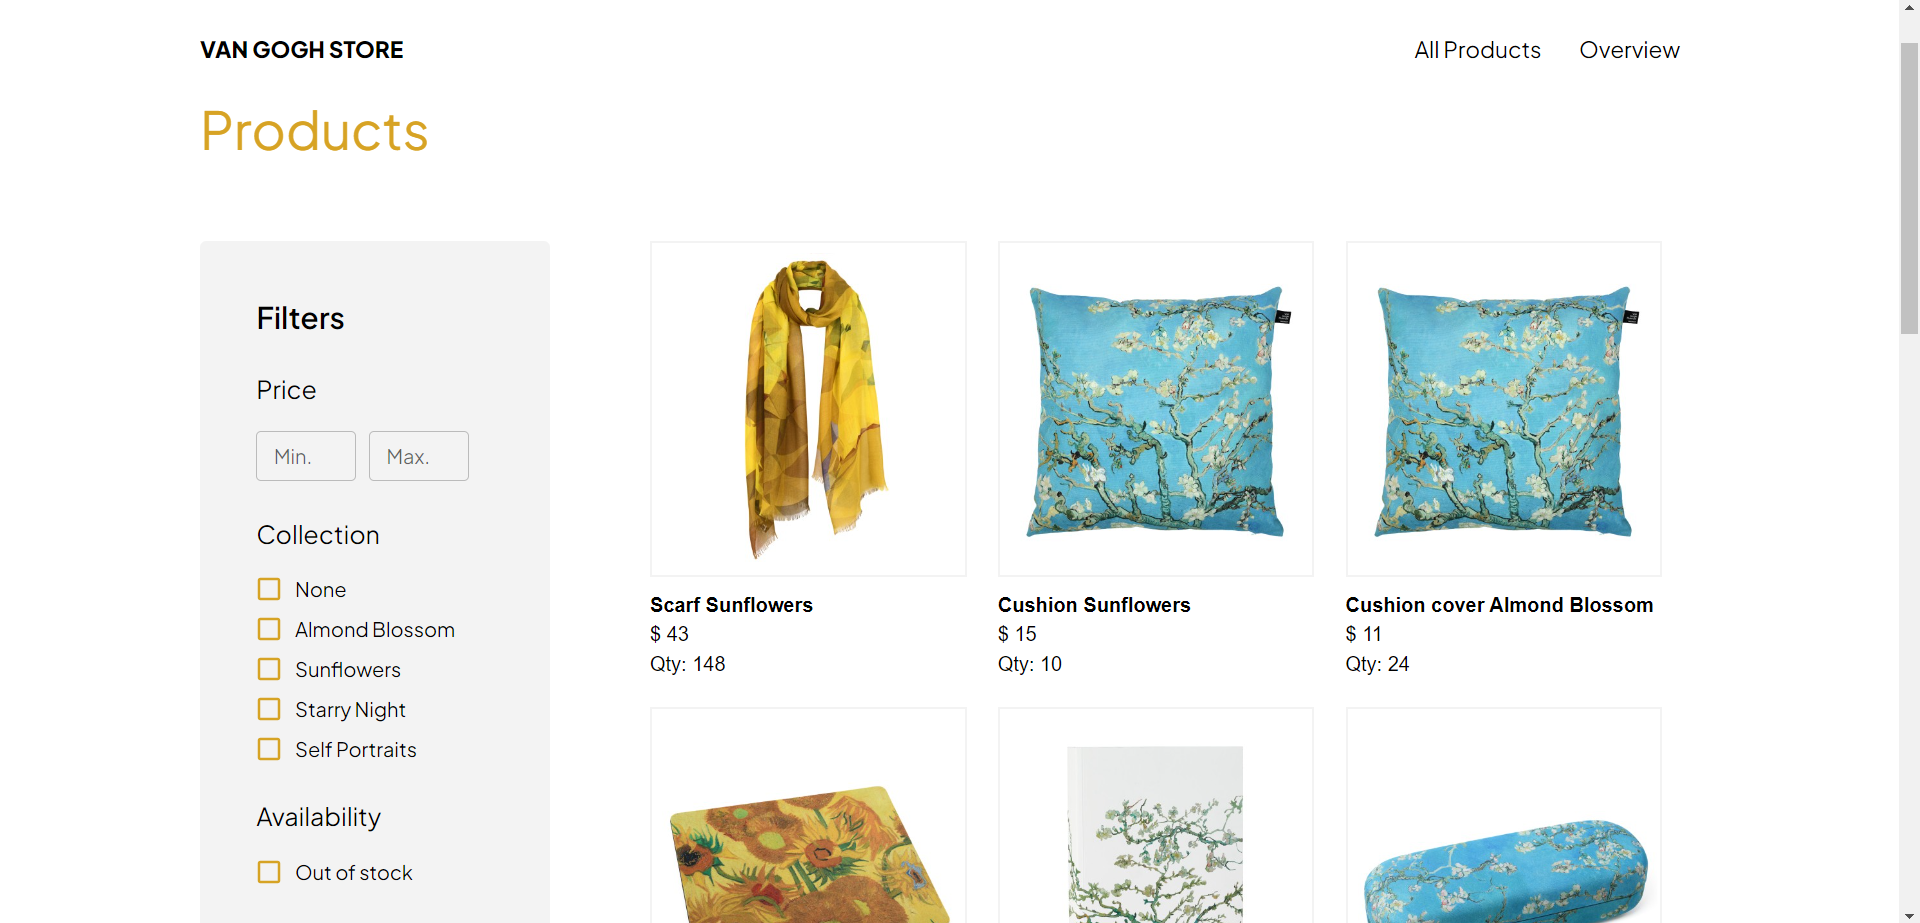 VAN GOGH STORE
All Products
Overview
Products
Filters
Price
Min.
Max.
Collection
None
Almond Blossom
Sunflowers
Starry Night
Self Portraits
Availability
Out of stock
Scarf Sunflowers
$ 43
Qty: 148
Cushion Sunflowers
$ 15
Qty: 10
Cushion cover Almond Blossom
$ 11
Qty: 24